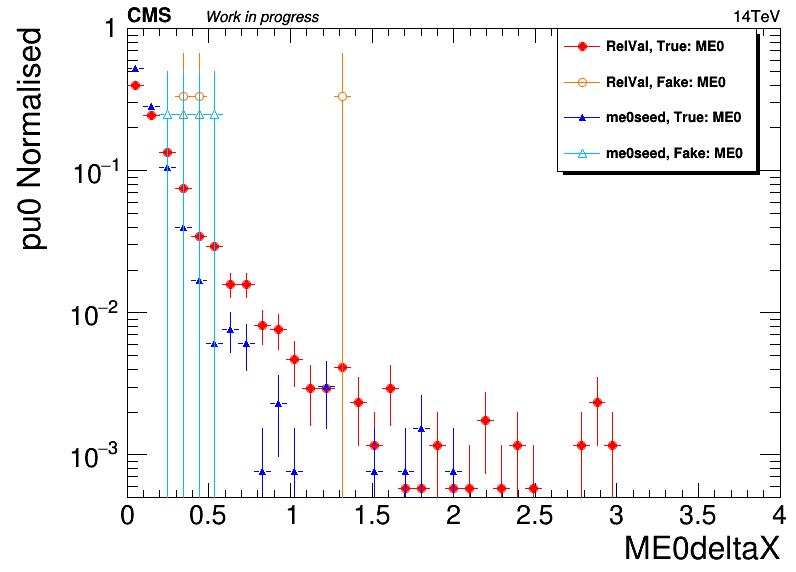 CMS Work in progress 14TeV
RelVal, True: ME0
RelVal, Fake: ME0
me0seed, True: ME0
me0seed, Fake: ME0
pu0 Normalised
1
10⁻¹
10⁻²
10⁻³
0 0.5 1 1.5 2 2.5 3 3.5 4
ME0deltaX